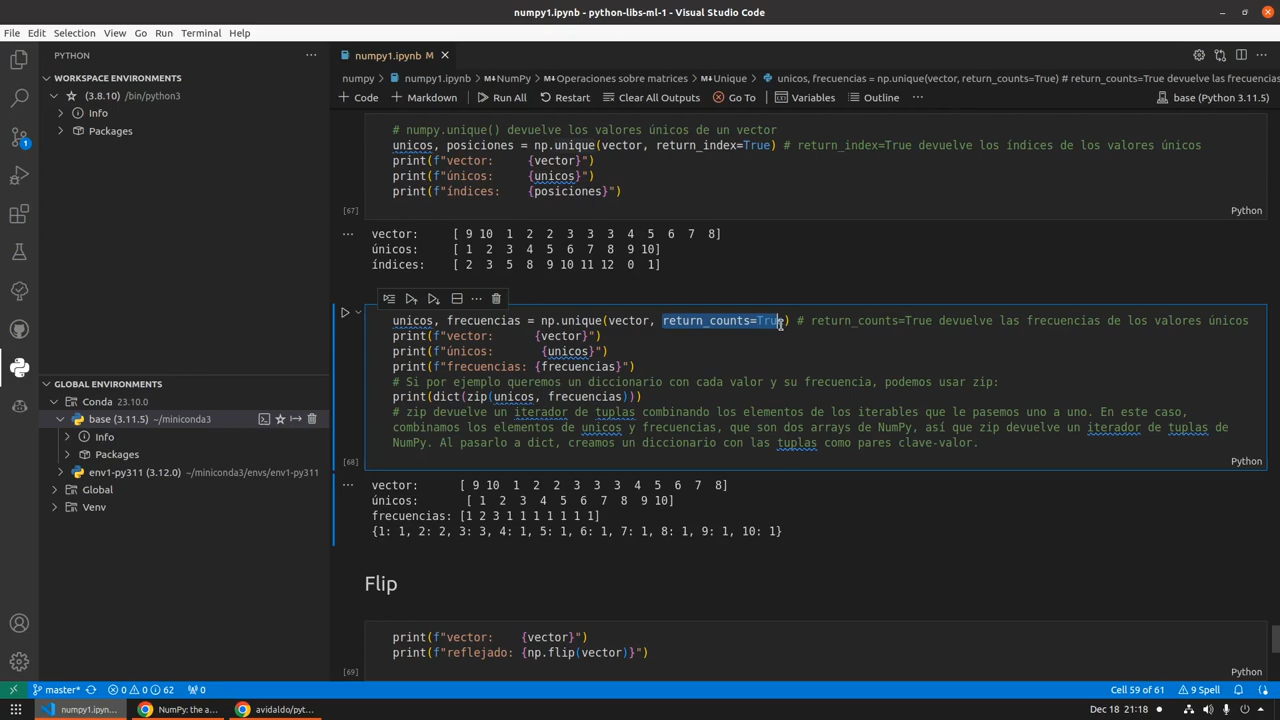 numpy1.ipynb - python-libs-ml-1 - Visual Studio Code
File Edit Selection View Go Run Terminal Help
PYTHON
numpy1.ipynb M
WORKSPACE ENVIRONMENTS
numpy > numpy1.ipynb > NumPy > Operaciones sobre matrices > Unique > unicos, frecuencias = np.unique(vector, return_counts=True) # return_counts=True devuelve las frecuencias
(3.8.10) /bin/python3
Code Markdown Run All Restart Clear All Outputs Go To Variables Outline base (Python 3.11.5)
Info
Packages
# numpy.unique() devuelve los valores únicos de un vector
unicos, posiciones = np.unique(vector, return_index=True) # return_index=True devuelve los índices de los valores únicos
print(f"vector:     {vector}")
print(f"únicos:     {unicos}")
print(f"índices:    {posiciones}")
[67]
Python
vector:     [ 9 10  1  2  2  3  3  3  4  5  6  7  8]
únicos:     [ 1  2  3  4  5  6  7  8  9 10]
índices:    [ 2  3  5  8  9 10 11 12  0  1]
unicos, frecuencias = np.unique(vector, return_counts=True) # return_counts=True devuelve las frecuencias de los valores únicos
print(f"vector:      {vector}")
print(f"únicos:       {unicos}")
print(f"frecuencias: {frecuencias}")
# Si por ejemplo queremos un diccionario con cada valor y su frecuencia, podemos usar zip:
print(dict(zip(unicos, frecuencias)))
# zip devuelve un iterador de tuplas combinando los elementos de los iterables que le pasemos uno a uno. En este caso,
combinamos los elementos de unicos y frecuencias, que son dos arrays de NumPy, así que zip devuelve un iterador de tuplas de
NumPy. Al pasarlo a dict, creamos un diccionario con las tuplas como pares clave-valor.
[68]
Python
vector:      [ 9 10  1  2  2  3  3  3  4  5  6  7  8]
únicos:       [ 1  2  3  4  5  6  7  8  9 10]
frecuencias: [1 2 3 1 1 1 1 1 1 1]
{1: 1, 2: 2, 3: 3, 4: 1, 5: 1, 6: 1, 7: 1, 8: 1, 9: 1, 10: 1}
Flip
print(f"vector:    {vector}")
print(f"reflejado: {np.flip(vector)}")
[69]
Python
GLOBAL ENVIRONMENTS
Conda 23.10.0
base (3.11.5) ~/miniconda3
Info
Packages
env1-py311 (3.12.0) ~/miniconda3/envs/env1-py311
Global
Venv
1
master* 0 0 62 0
Cell 59 of 61 9 Spell
numpy1.ipyn... NumPy: the a... avidaldo/pyt...
Dec 18 21:18